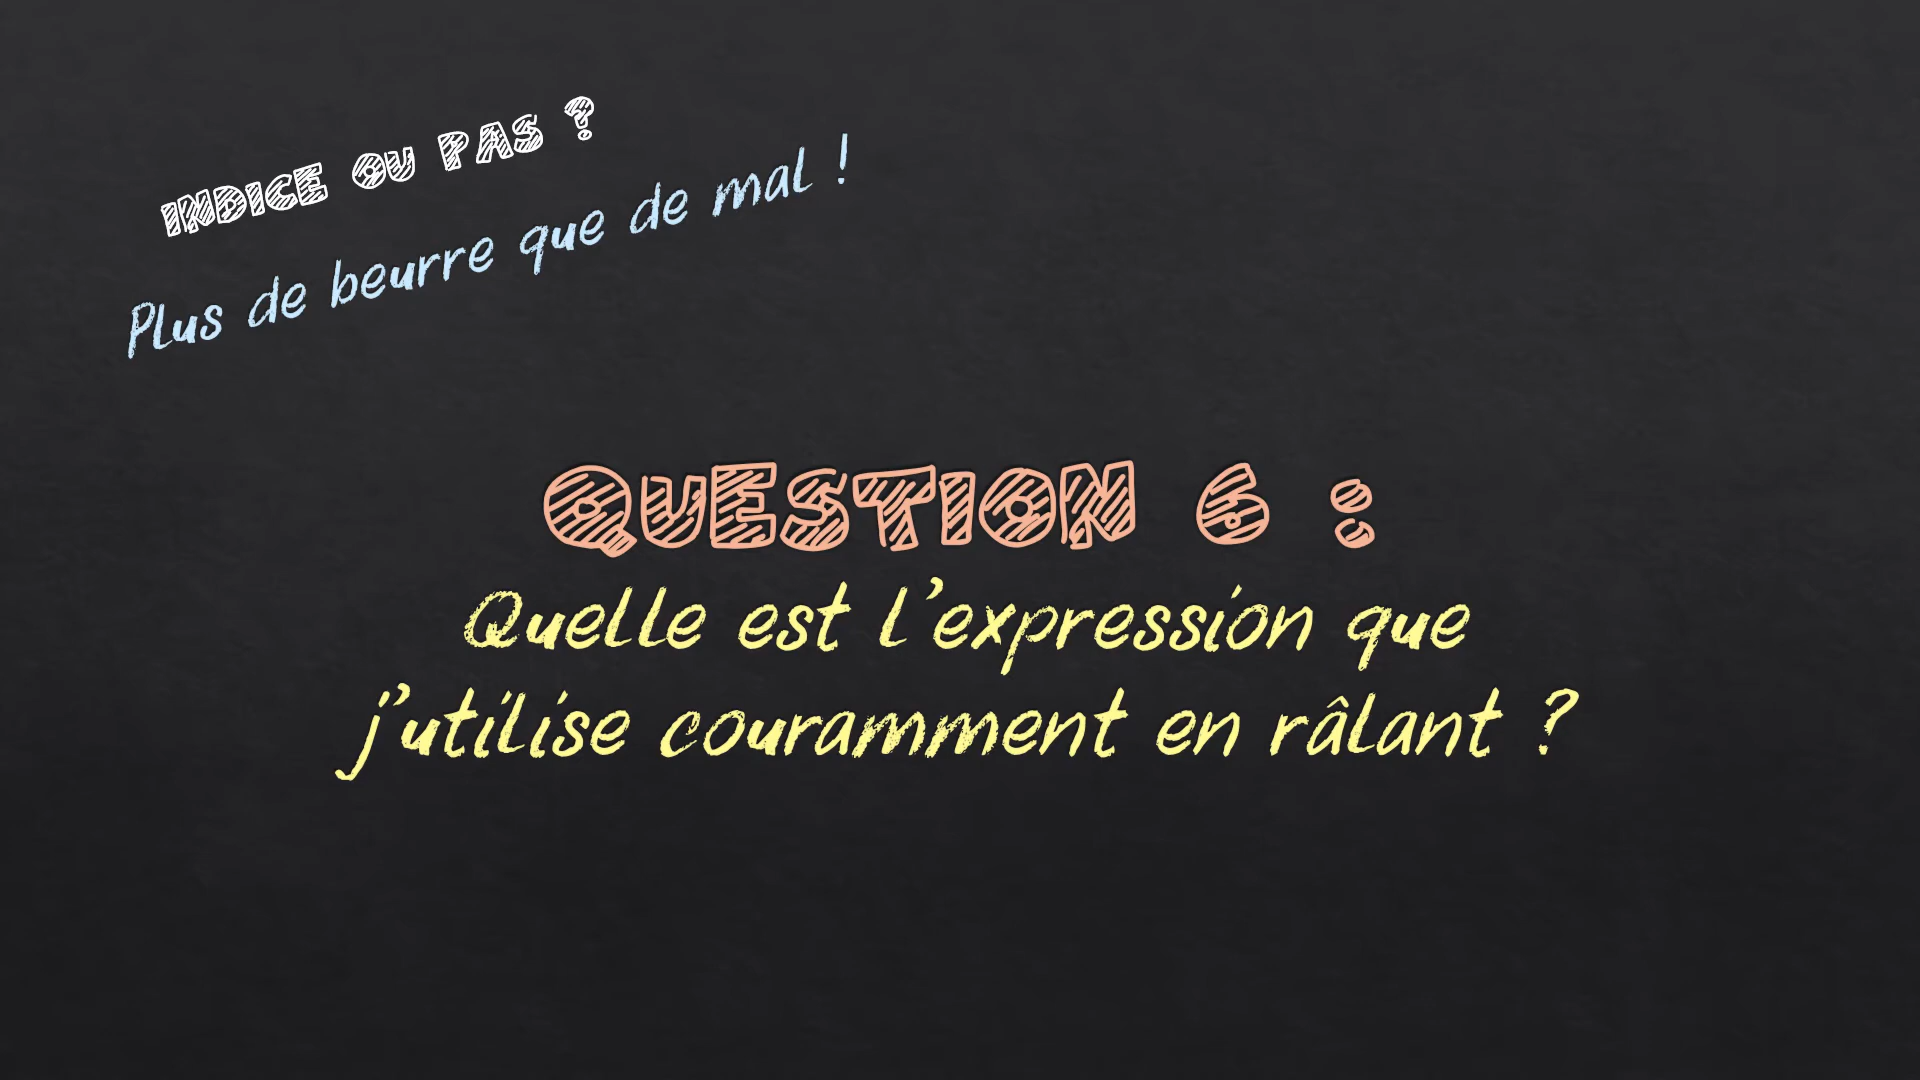 INDICE OU PAS ?
Plus de beurre que de mal !
QUESTION 6 :
Quelle est l'expression que
j'utilise couramment en râlant ?